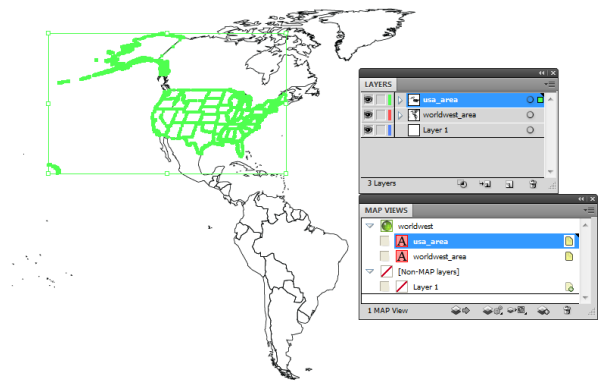 LAYERS
usa_area
worldwest_area
Layer 1
3 Layers
MAP VIEWS
worldwest
A usa_area
A worldwest_area
[Non-MAP layers]
Layer 1
1 MAP View